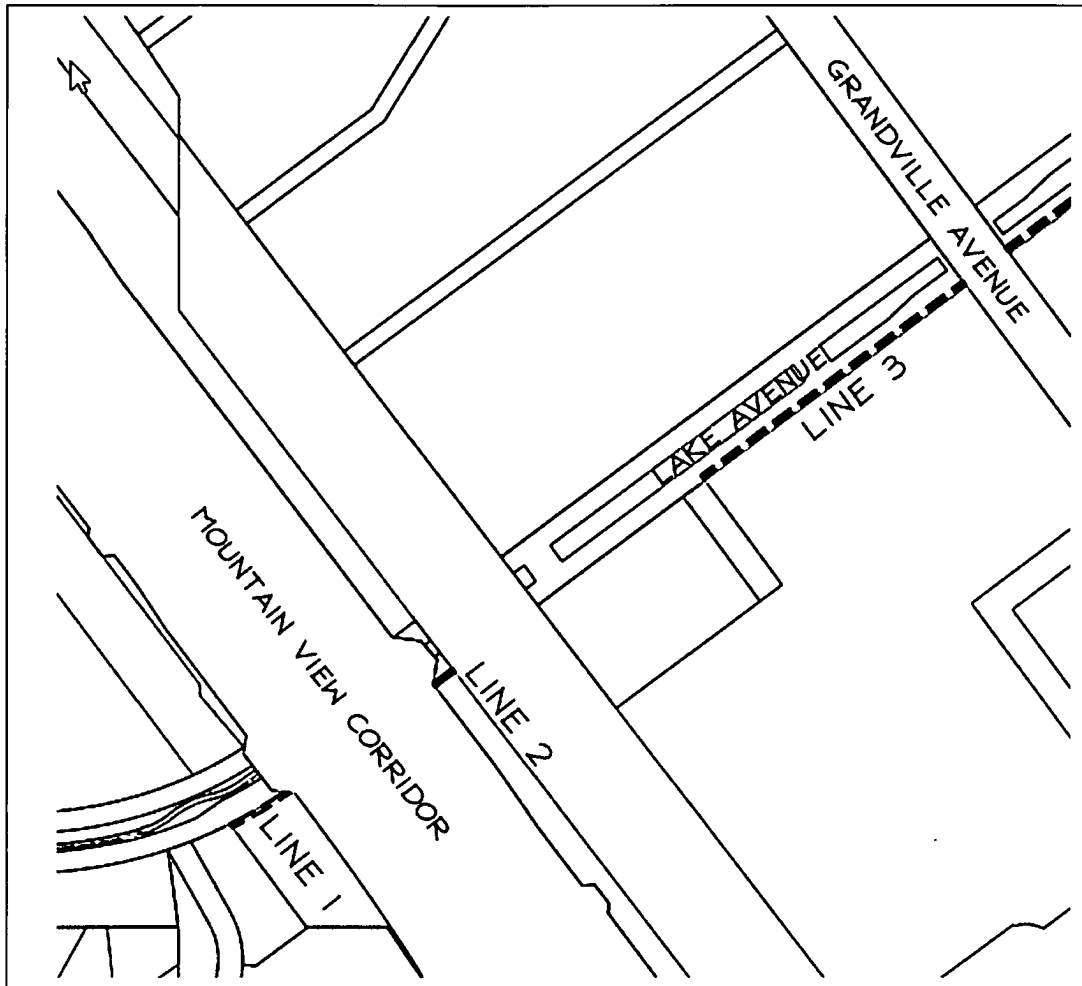 GRANDVILLE AVENUE
LAKE AVENUE
LINE 3
MOUNTAIN VIEW CORRIDOR
LINE 2
LINE 1